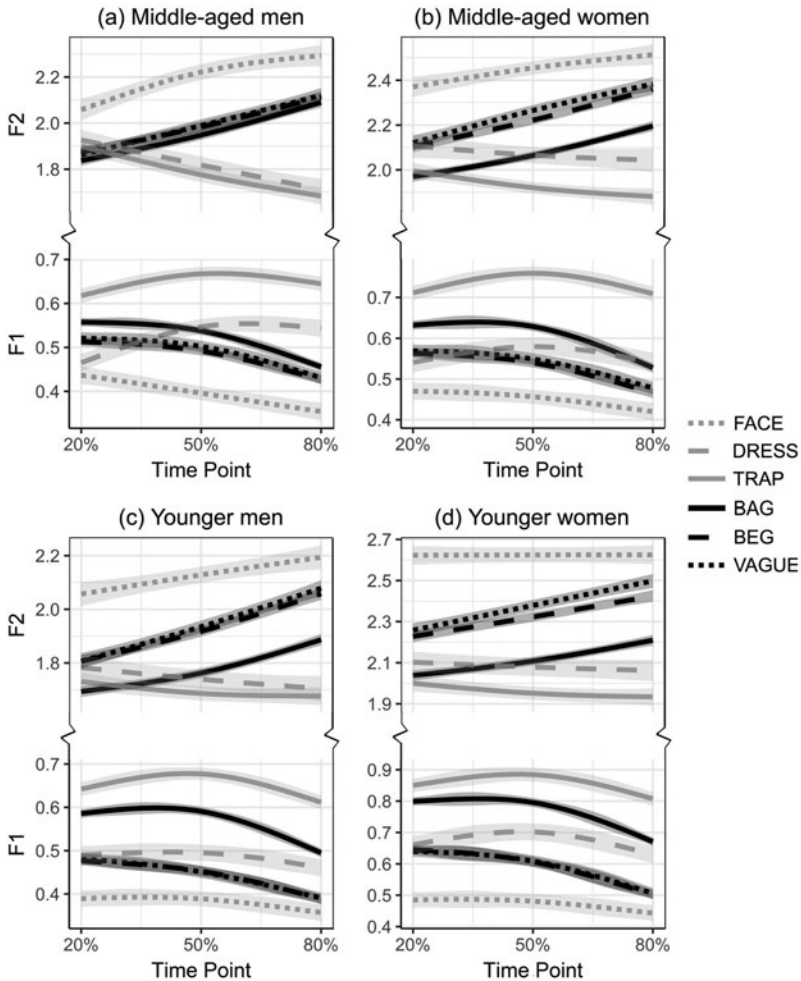 (a) Middle-aged men
(b) Middle-aged women
F2
2.2
2.0
1.8
2.4
2.2
2.0
F1
0.7
0.6
0.5
0.4
0.7
0.6
0.5
0.4
20%
50%
80%
20%
50%
80%
Time Point
Time Point
FACE
DRESS
TRAP
BAG
BEG
VAGUE
(c) Younger men
(d) Younger women
F2
2.2
2.0
1.8
2.7
2.5
2.3
2.1
1.9
F1
0.7
0.6
0.5
0.4
0.9
0.8
0.7
0.6
0.5
0.4
20%
50%
80%
20%
50%
80%
Time Point
Time Point